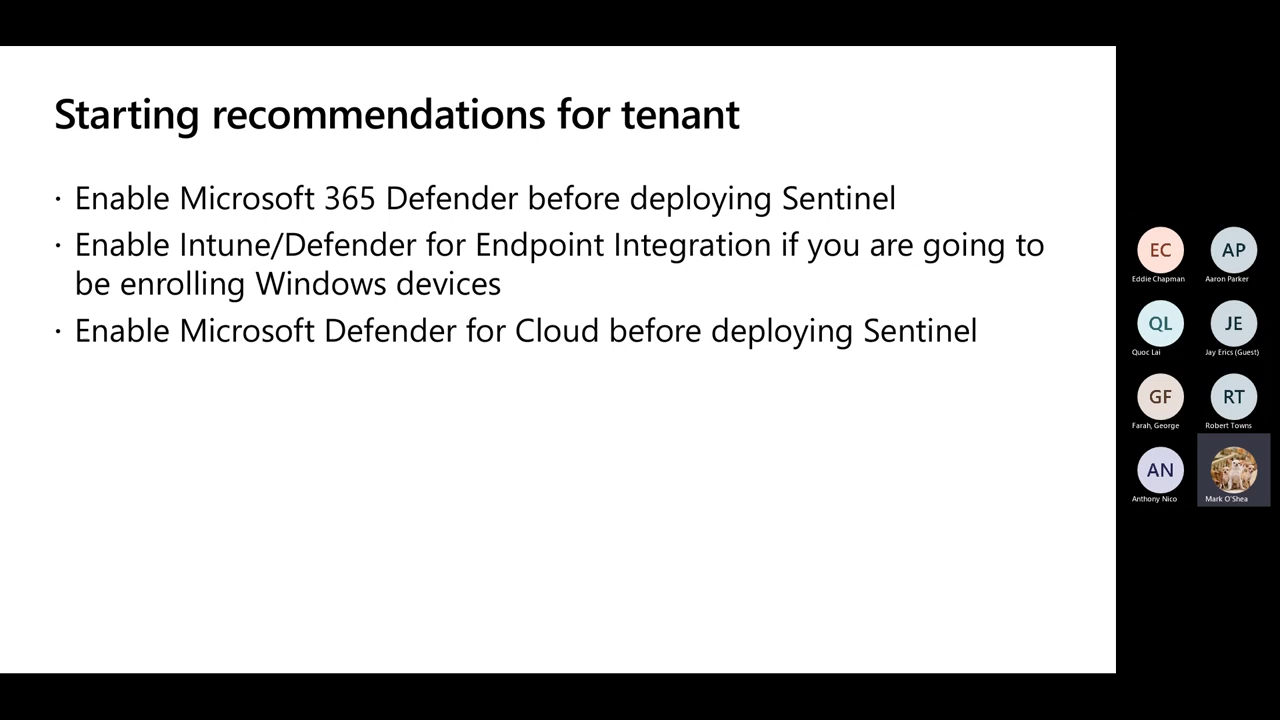 Starting recommendations for tenant
· Enable Microsoft 365 Defender before deploying Sentinel
· Enable Intune/Defender for Endpoint Integration if you are going to
be enrolling Windows devices
· Enable Microsoft Defender for Cloud before deploying Sentinel
EC
Eddie Chapman
AP
Aaron Parker
QL
Quoc Lai
JE
Jay Erics (Guest)
GF
Farah, George
RT
Robert Towns
AN
Anthony Nico
Mark O'Shea